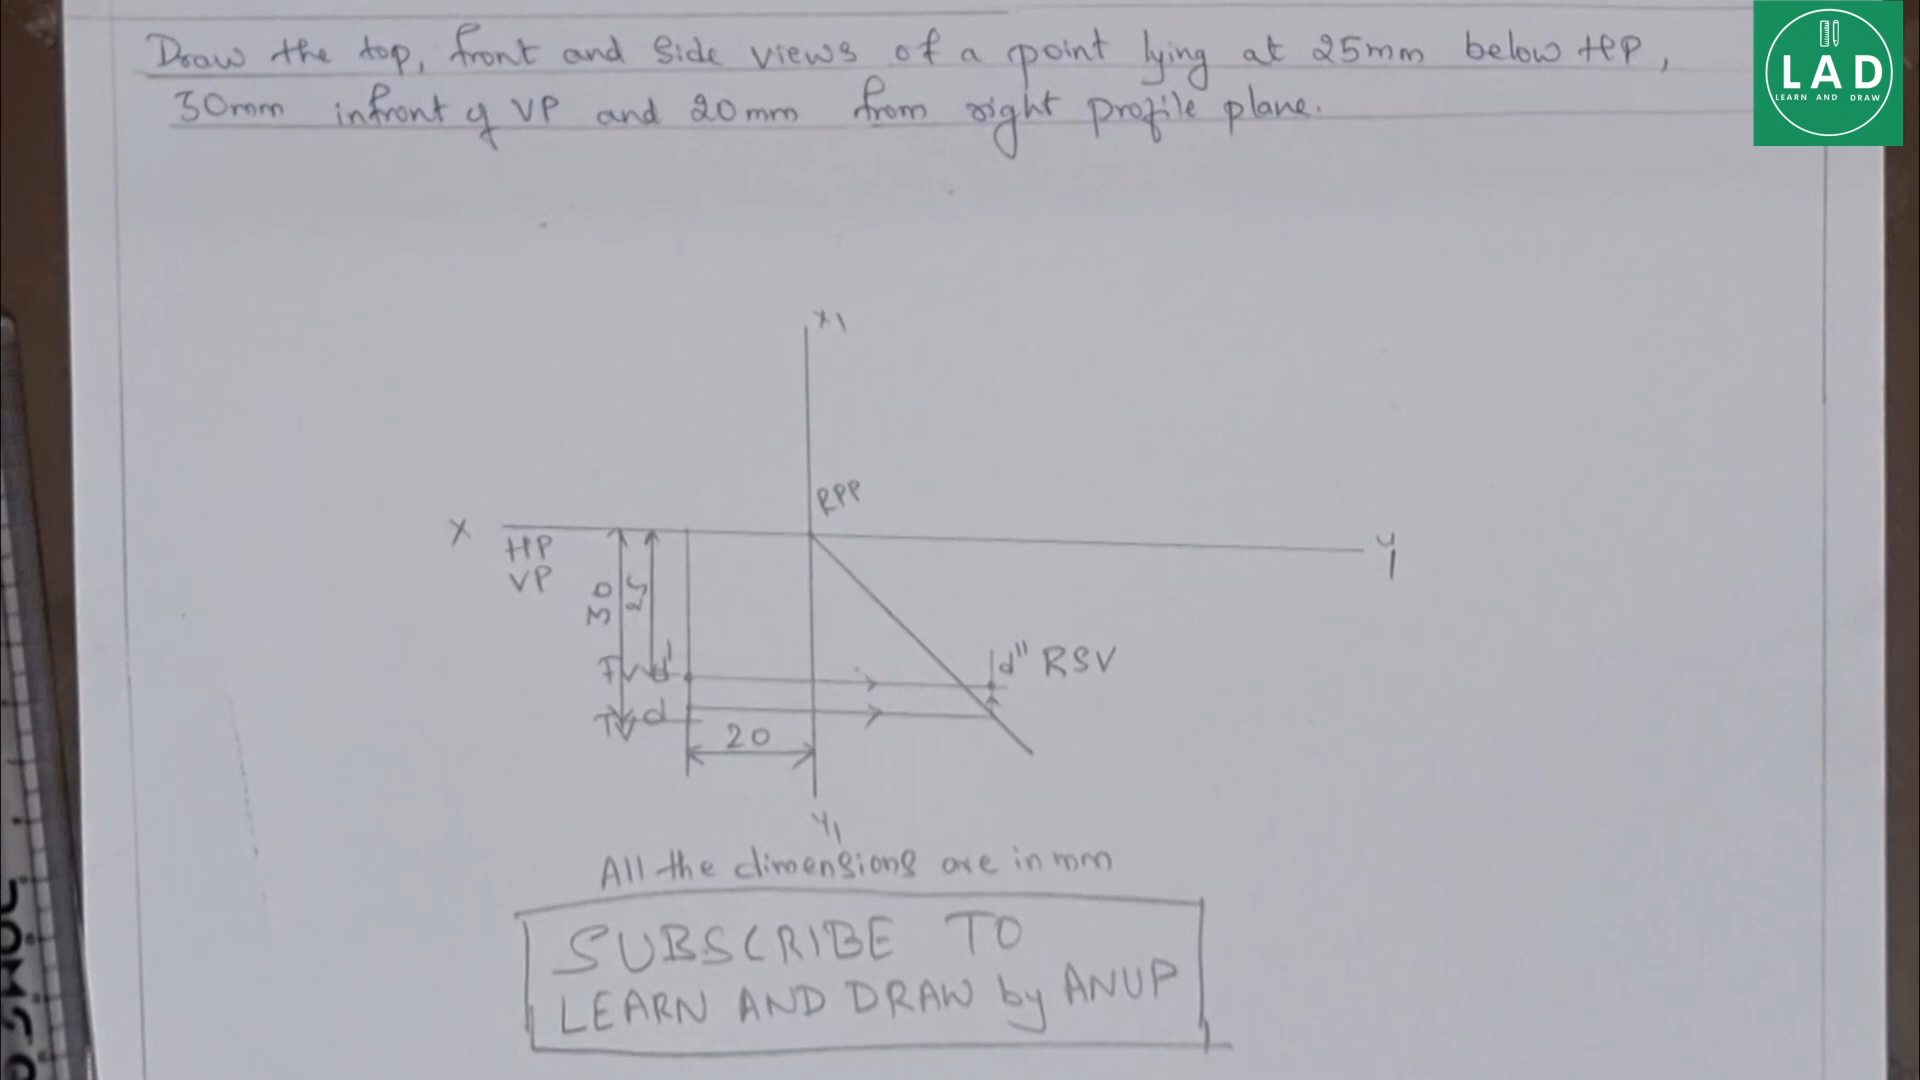 Draw the top, front and side views of a point lying at 25mm below HP,
30mm infront of VP and 20mm from right profile plane.
LAD
LEARN AND DRAW
X1
RPP
X
HP
VP
Y
30
25
FV d'
d" RSV
TV d
20
Y1
All the dimensions are in mm
SUBSCRIBE TO
LEARN AND DRAW by ANUP